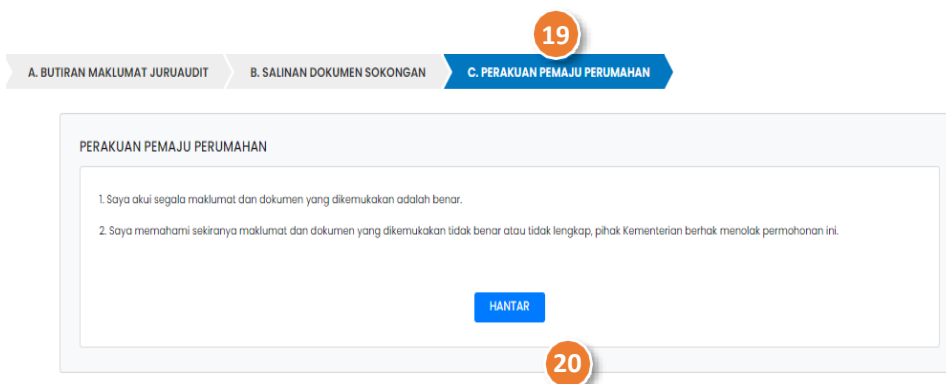 19
A. BUTIRAN MAKLUMAT JURUAUDIT
B. SALINAN DOKUMEN SOKONGAN
C. PERAKUAN PEMAJU PERUMAHAN
PERAKUAN PEMAJU PERUMAHAN
1. Saya akui segala maklumat dan dokumen yang dikemukakan adalah benar.
2. Saya memahami sekiranya maklumat dan dokumen yang dikemukakan tidak benar atau tidak lengkap, pihak Kementerian berhak menolak permohonan ini.
HANTAR
20